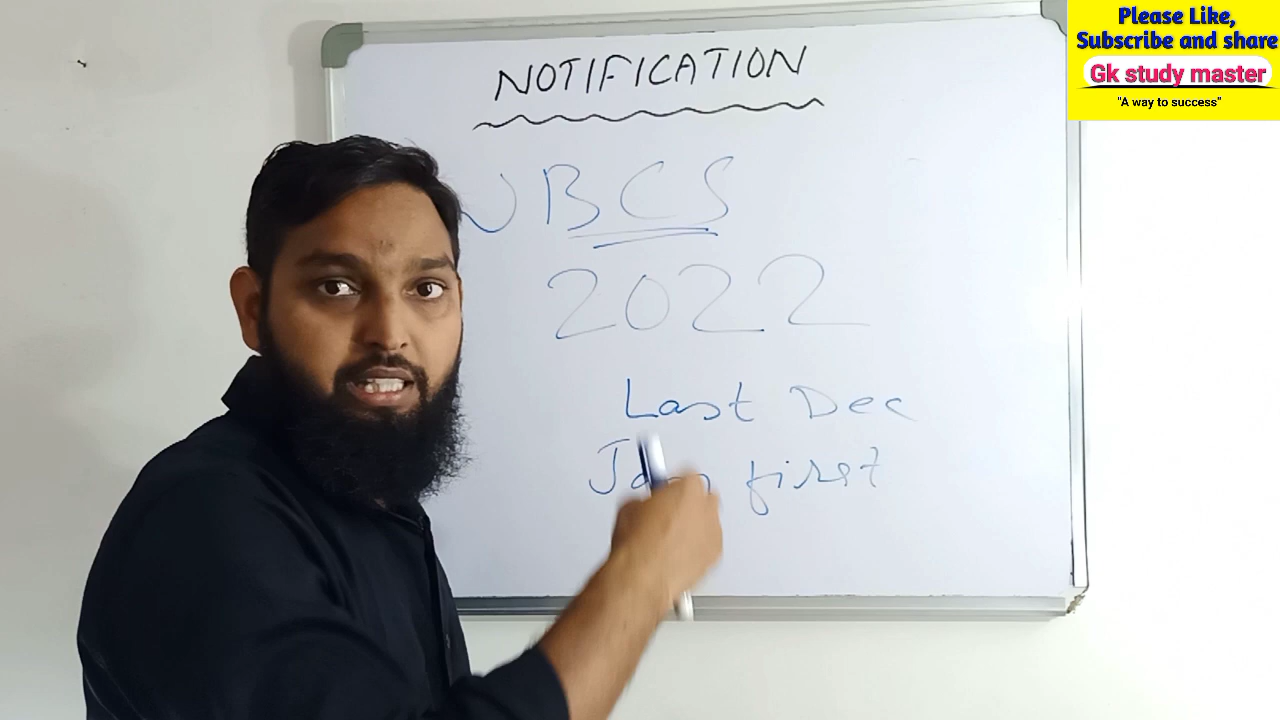 NOTIFICATION
BCS
2022
Last Dec
first
Please Like,
Subscribe and share
Gk study master
"A way to success"